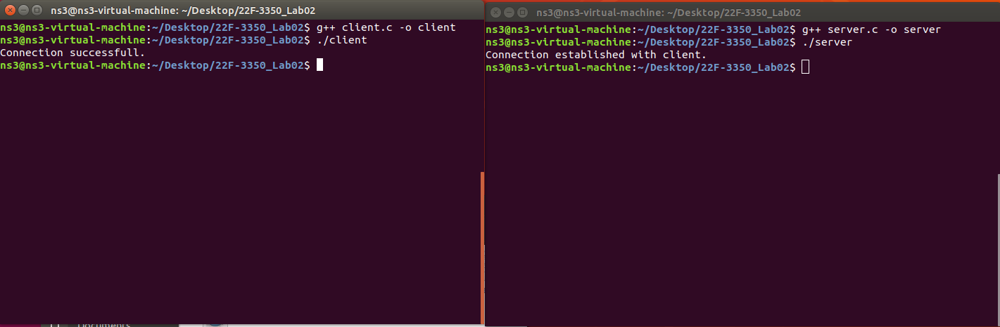 ns3@ns3-virtual-machine: ~/Desktop/22F-3350_Lab02
ns3@ns3-virtual-machine:~/Desktop/22F-3350_Lab02$ g++ client.c -o client
ns3@ns3-virtual-machine:~/Desktop/22F-3350_Lab02$ ./client
Connection successfull.
ns3@ns3-virtual-machine:~/Desktop/22F-3350_Lab02$
ns3@ns3-virtual-machine: ~/Desktop/22F-3350_Lab02
ns3@ns3-virtual-machine:~/Desktop/22F-3350_Lab02$ g++ server.c -o server
ns3@ns3-virtual-machine:~/Desktop/22F-3350_Lab02$ ./server
Connection established with client.
ns3@ns3-virtual-machine:~/Desktop/22F-3350_Lab02$
Documents